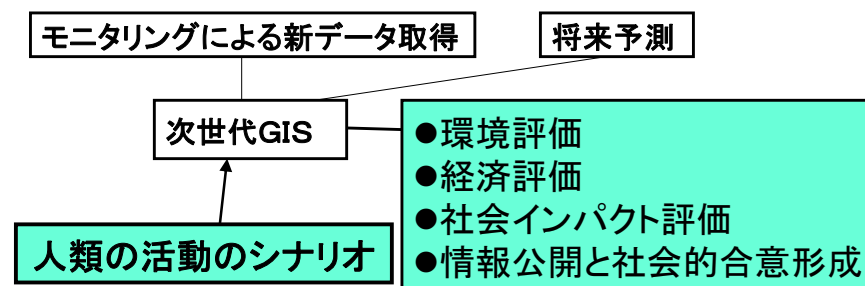 モニタリングによる新データ取得
将来予測
次世代GIS
●環境評価
●経済評価
●社会インパクト評価
●情報公開と社会的合意形成
人類の活動のシナリオ